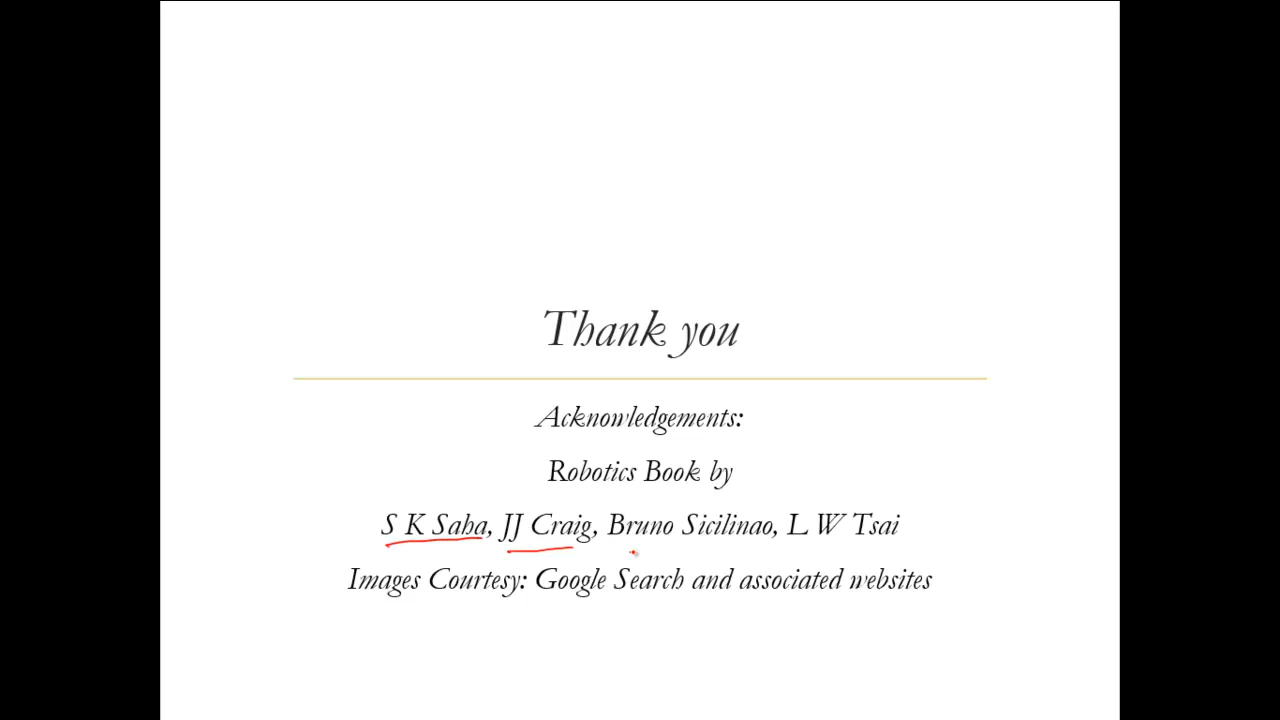 Thank you
Acknowledgements:
Robotics Book by
S K Saha, JJ Craig, Bruno Sicilinao, L W Tsai
Images Courtesy: Google Search and associated websites